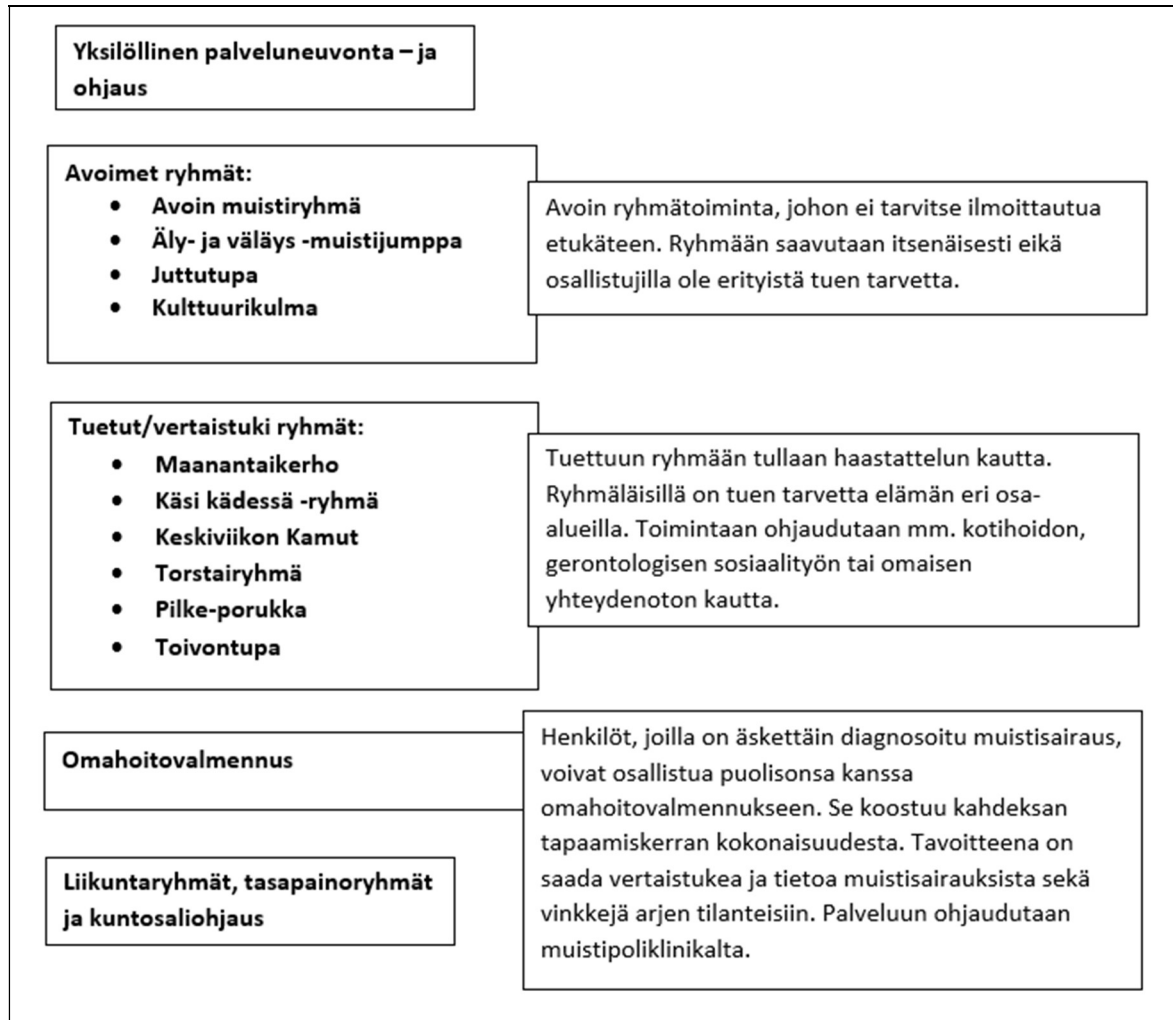 Yksilöllinen palveluneuvonta – ja
ohjaus
Avoimet ryhmät:
• Avoin muistiryhmä
• Äly- ja väläys -muistijumppa
• Juttutupa
• Kulttuurikulma
Avoin ryhmätoiminta, johon ei tarvitse ilmoittautua
etukäteen. Ryhmään saavutaan itsenäisesti eikä
osallistujilla ole erityistä tuen tarvetta.
Tuetut/vertaistuki ryhmät:
• Maanantaikerho
• Käsi kädessä -ryhmä
• Keskiviikon Kamut
• Torstairyhmä
• Pilke-porukka
• Toivontupa
Tuettuun ryhmään tullaan haastattelun kautta.
Ryhmäläisillä on tuen tarvetta elämän eri osa-
alueilla. Toimintaan ohjaudutaan mm. kotihoidon,
gerontologisen sosiaalityön tai omaisen
yhteydenoton kautta.
Omahoitovalmennus
Henkilöt, joilla on äskettäin diagnosoitu muistisairaus,
voivat osallistua puolisonsa kanssa
omahoitovalmennukseen. Se koostuu kahdeksan
tapaamiskerran kokonaisuudesta. Tavoitteena on
saada vertaistukea ja tietoa muistisairauksista sekä
vinkkejä arjen tilanteisiin. Palveluun ohjaudutaan
muistipoliklinikalta.
Liikuntaryhmät, tasapainoryhmät
ja kuntosaliohjaus